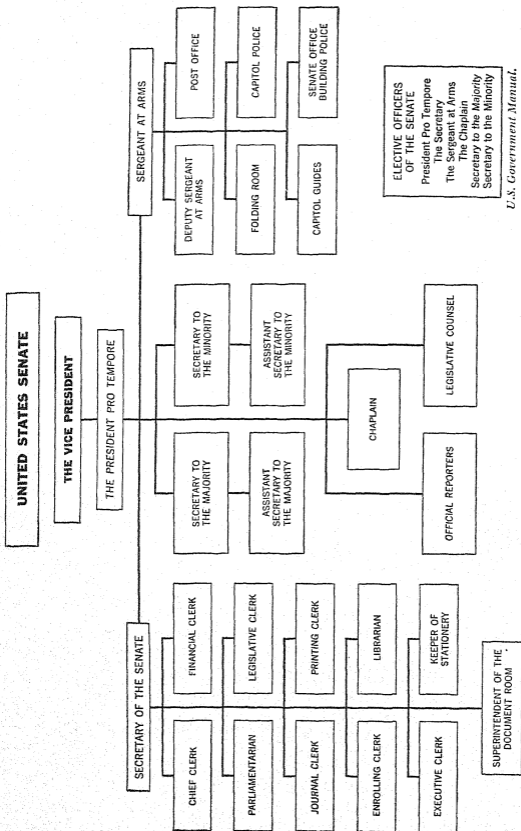 UNITED STATES SENATE
THE VICE PRESIDENT
THE PRESIDENT PRO TEMPORE
SECRETARY OF THE SENATE
CHIEF CLERK
FINANCIAL CLERK
PARLIAMENTARIAN
LEGISLATIVE CLERK
JOURNAL CLERK
PRINTING CLERK
ENROLLING CLERK
LIBRARIAN
EXECUTIVE CLERK
KEEPER OF
STATIONERY
SUPERINTENDENT OF THE
DOCUMENT ROOM
SECRETARY TO
THE MAJORITY
SECRETARY TO
THE MINORITY
ASSISTANT
SECRETARY TO
THE MAJORITY
ASSISTANT
SECRETARY TO
THE MINORITY
CHAPLAIN
OFFICIAL REPORTERS
LEGISLATIVE COUNSEL
SERGEANT AT ARMS
DEPUTY SERGEANT
AT ARMS
POST OFFICE
FOLDING ROOM
CAPITOL POLICE
CAPITOL GUIDES
SENATE OFFICE
BUILDING POLICE
ELECTIVE OFFICERS
OF THE SENATE
President Pro Tempore
The Secretary
The Sergeant at Arms
The Chaplain
Secretary to the Majority
Secretary to the Minority
U.S. Government Manual.